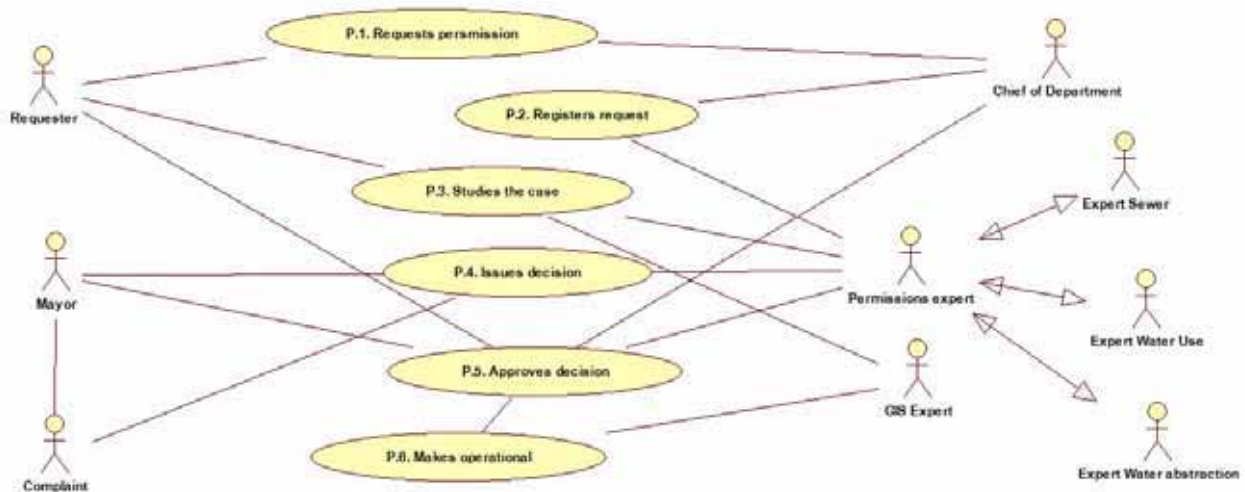 P.1. Requests persmission
Requester
Chief of Department
P.2. Registers request
P.3. Studies the case
Expert Sewer
P.4. Issues decision
Mayor
Permissions expert
Expert Water Use
P.5. Approves decision
GIS Expert
P.6. Makes operational
Complaint
Expert Water abstraction